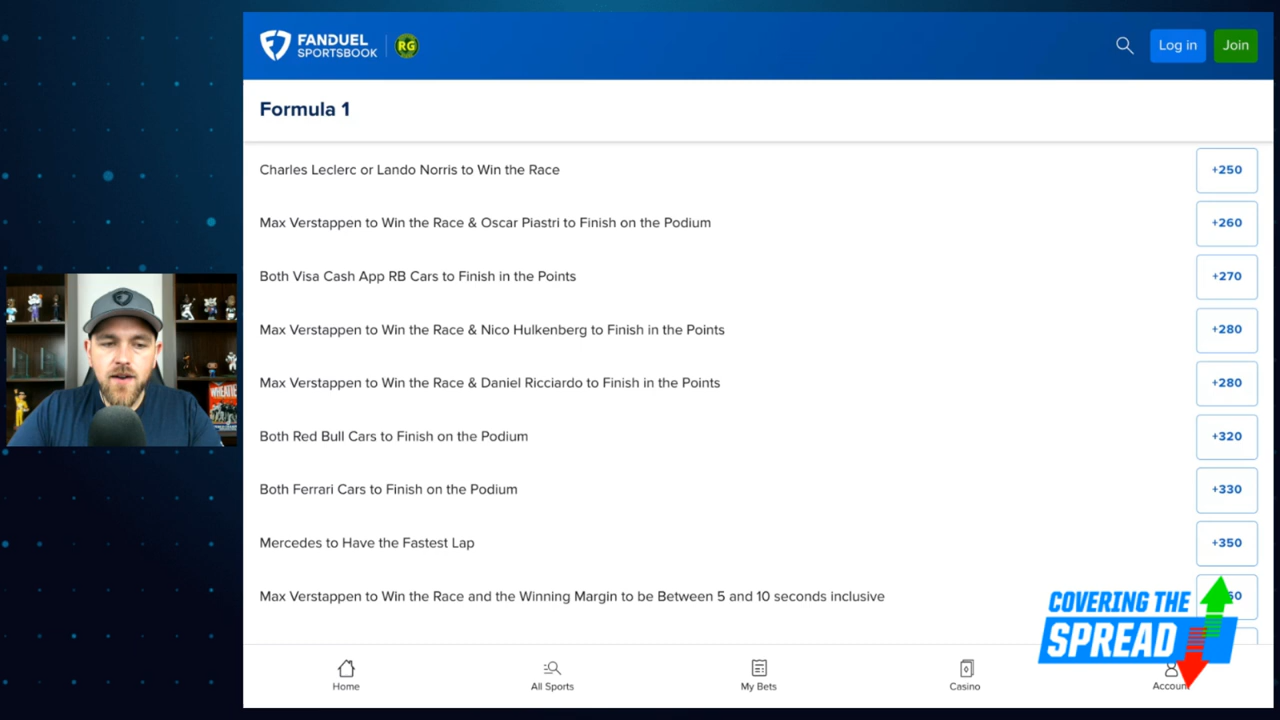 FANDUEL
SPORTSBOOK
RG
Log in
Join
Formula 1
Charles Leclerc or Lando Norris to Win the Race
+250
Max Verstappen to Win the Race & Oscar Piastri to Finish on the Podium
+260
Both Visa Cash App RB Cars to Finish in the Points
+270
Max Verstappen to Win the Race & Nico Hulkenberg to Finish in the Points
+280
Max Verstappen to Win the Race & Daniel Ricciardo to Finish in the Points
+280
Both Red Bull Cars to Finish on the Podium
+320
Both Ferrari Cars to Finish on the Podium
+330
Mercedes to Have the Fastest Lap
+350
Max Verstappen to Win the Race and the Winning Margin to be Between 5 and 10 seconds inclusive
COVERING THE
SPREAD
Home
All Sports
My Bets
Casino
Account
WHEATIES